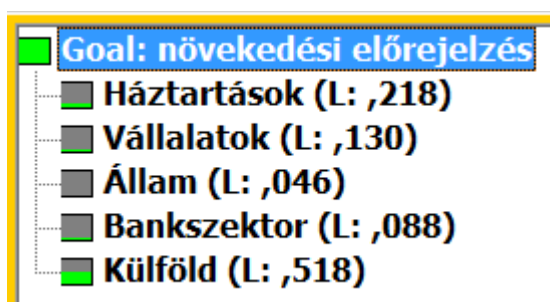 Goal: növekedési előrejelzés
Háztartások (L: ,218)
Vállalatok (L: ,130)
Állam (L: ,046)
Bankszektor (L: ,088)
Külföld (L: ,518)